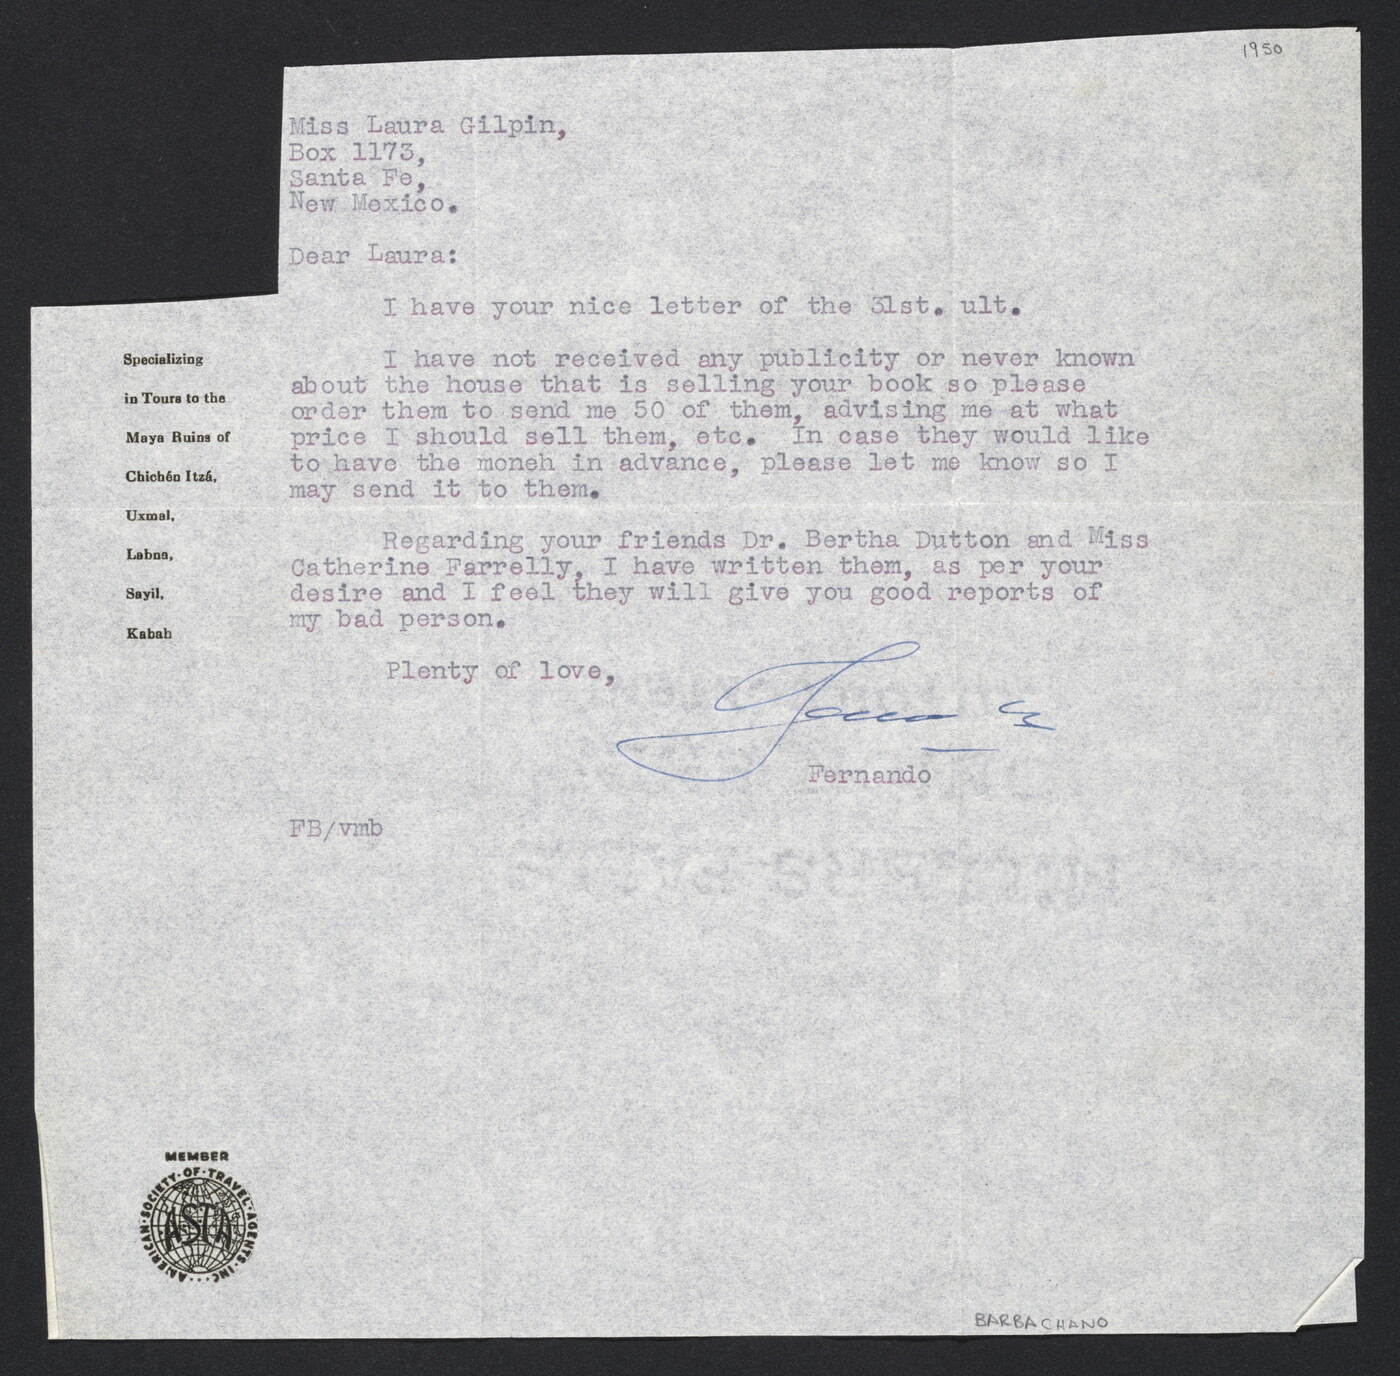 1950
Miss Laura Gilpin,
Box 1173,
Santa Fe,
New Mexico.
Dear Laura:
I have your nice letter of the 31st. ult.
I have not received any publicity or never known
about the house that is selling your book so please
order them to send me 50 of them, advising me at what
price I should sell them, etc. In case they would like
to have the moneh in advance, please let me know so I
may send it to them.
Regarding your friends Dr. Bertha Dutton and Miss
Catherine Farrelly, I have written them, as per your
desire and I feel they will give you good reports of
my bad person.
Plenty of love,
Fernando
FB/vmb
Specializing
in Tours to the
Maya Ruins of
Chichén Itzá,
Uxmal,
Labna,
Sayil,
Kabah
MEMBER
AMERICAN·SOCIETY·OF·TRAVEL·AGENTS·INC···
ASTA
BARBACHANO